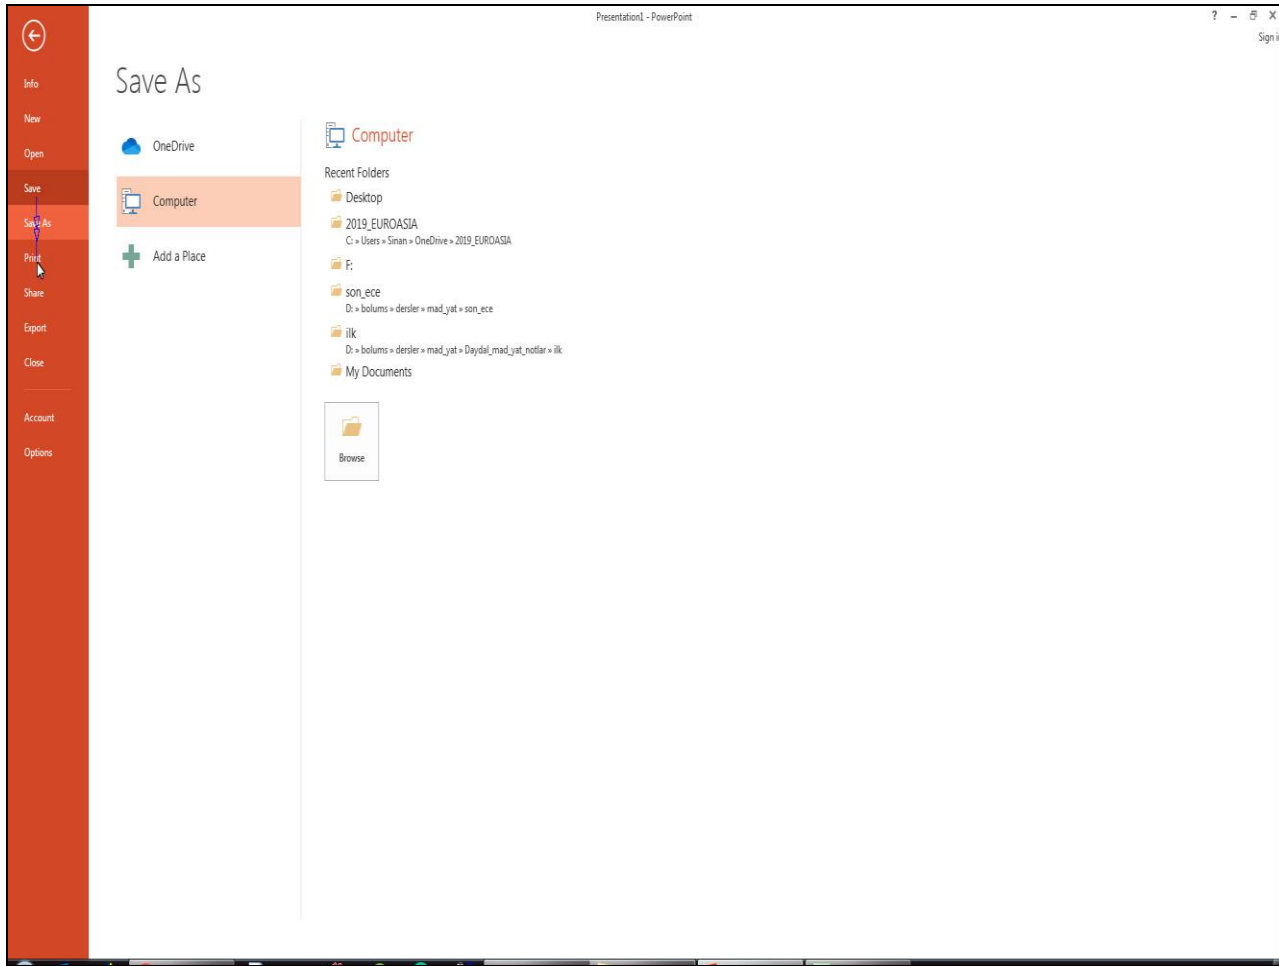 Presentation1 - PowerPoint
? – X
Sign i
Info
New
Open
Save
Save As
Print
Share
Export
Close
Account
Options
Save As
OneDrive
Computer
Add a Place
Computer
Recent Folders
Desktop
2019_EUROASIA
C: » Users » Sinan » OneDrive » 2019_EUROASIA
F:
son_ece
D: » bolums » dersler » mad_yat » son_ece
ilk
D: » bolums » dersler » mad_yat » Daydal_mad_yat_notlar » ilk
My Documents
Browse